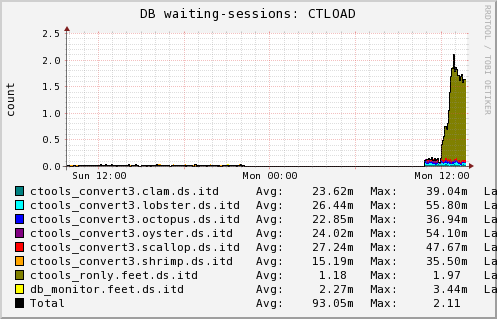 DB waiting-sessions: CTLOAD
RRDTOOL / TOBI OETIKER
count
2.5
2.0
1.5
1.0
0.5
0.0
Sun 12:00 Mon 00:00 Mon 12:00
ctools_convert3.clam.ds.itd Avg: 23.62m Max: 39.04m La
ctools_convert3.lobster.ds.itd Avg: 26.44m Max: 55.80m La
ctools_convert3.octopus.ds.itd Avg: 22.85m Max: 36.94m La
ctools_convert3.oyster.ds.itd Avg: 24.02m Max: 54.10m La
ctools_convert3.scallop.ds.itd Avg: 27.24m Max: 47.67m La
ctools_convert3.shrimp.ds.itd Avg: 15.19m Max: 35.50m La
ctools_ronly.feet.ds.itd Avg: 1.18 Max: 1.97 La
db_monitor.feet.ds.itd Avg: 2.27m Max: 3.44m La
Total Avg: 93.05m Max: 2.11